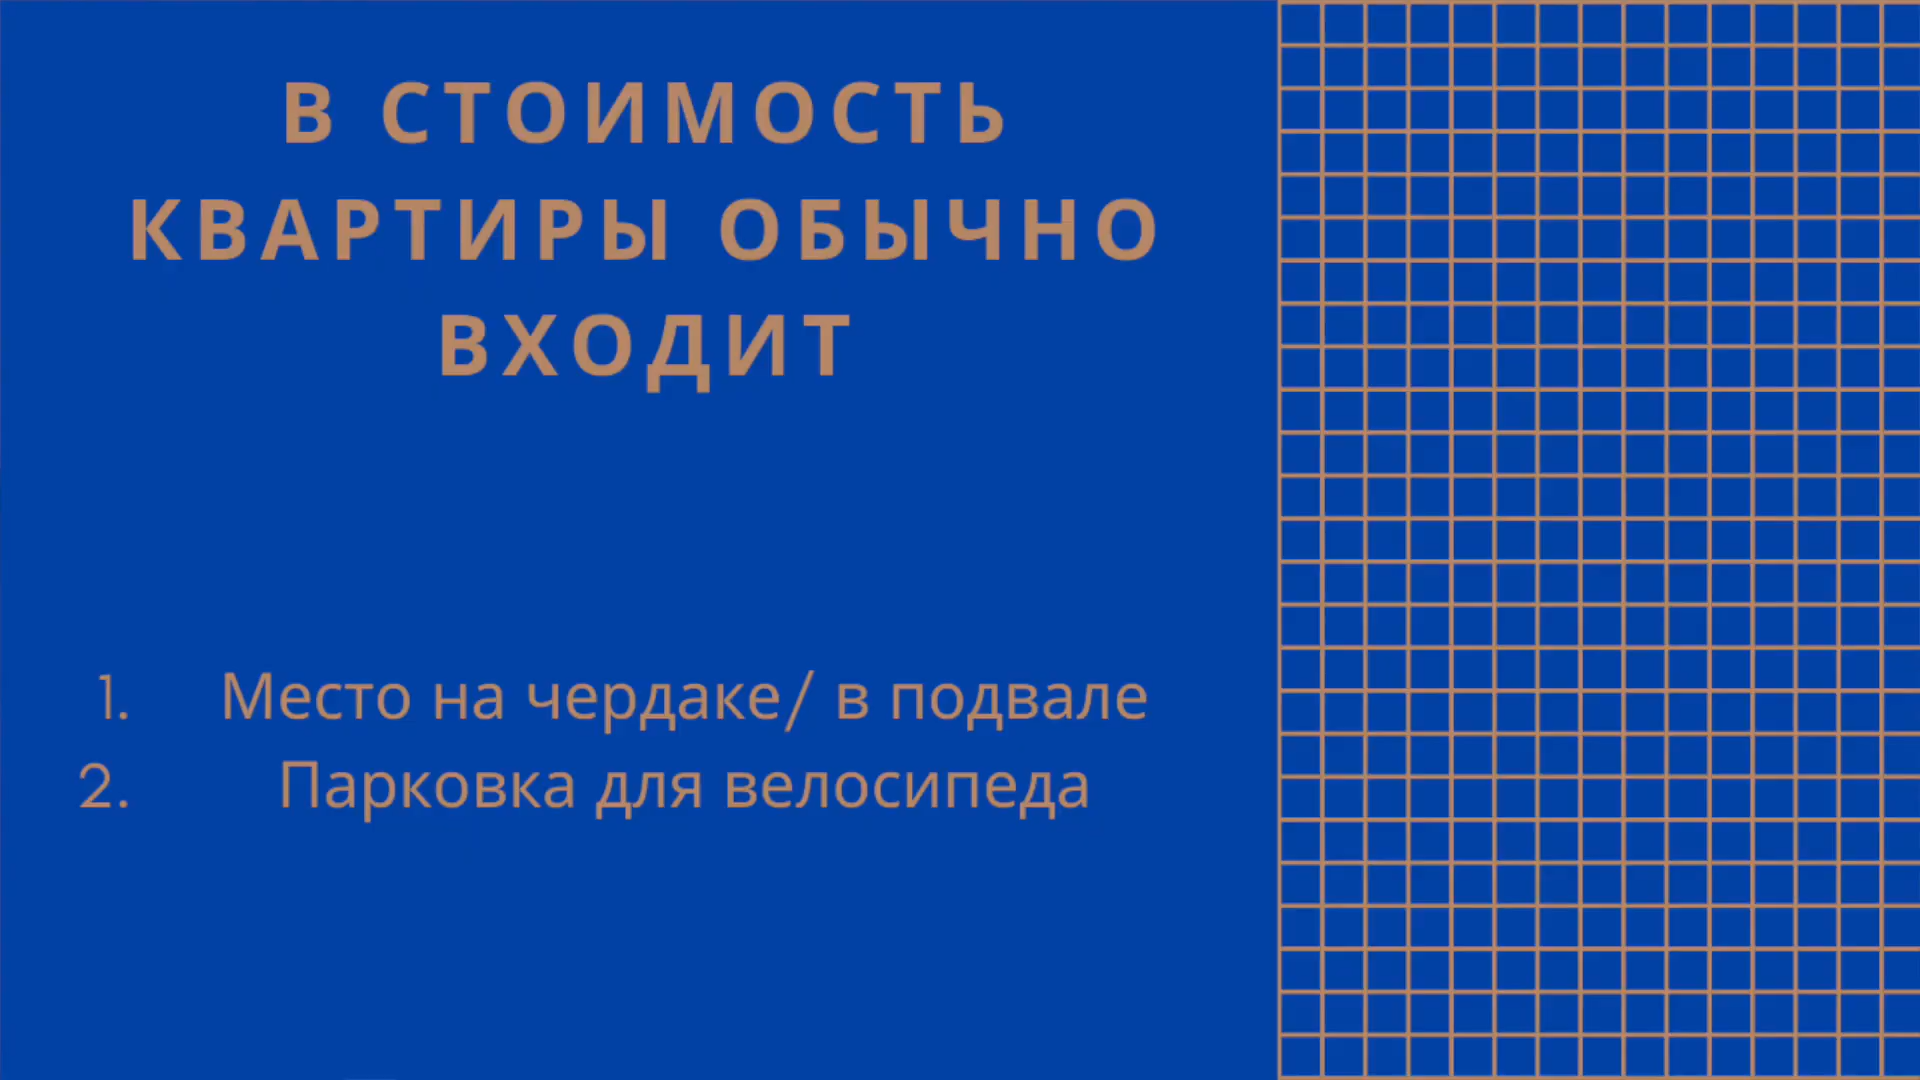 В СТОИМОСТЬ
КВАРТИРЫ ОБЫЧНО
ВХОДИТ
1. Место на чердаке/ в подвале
2. Парковка для велосипеда